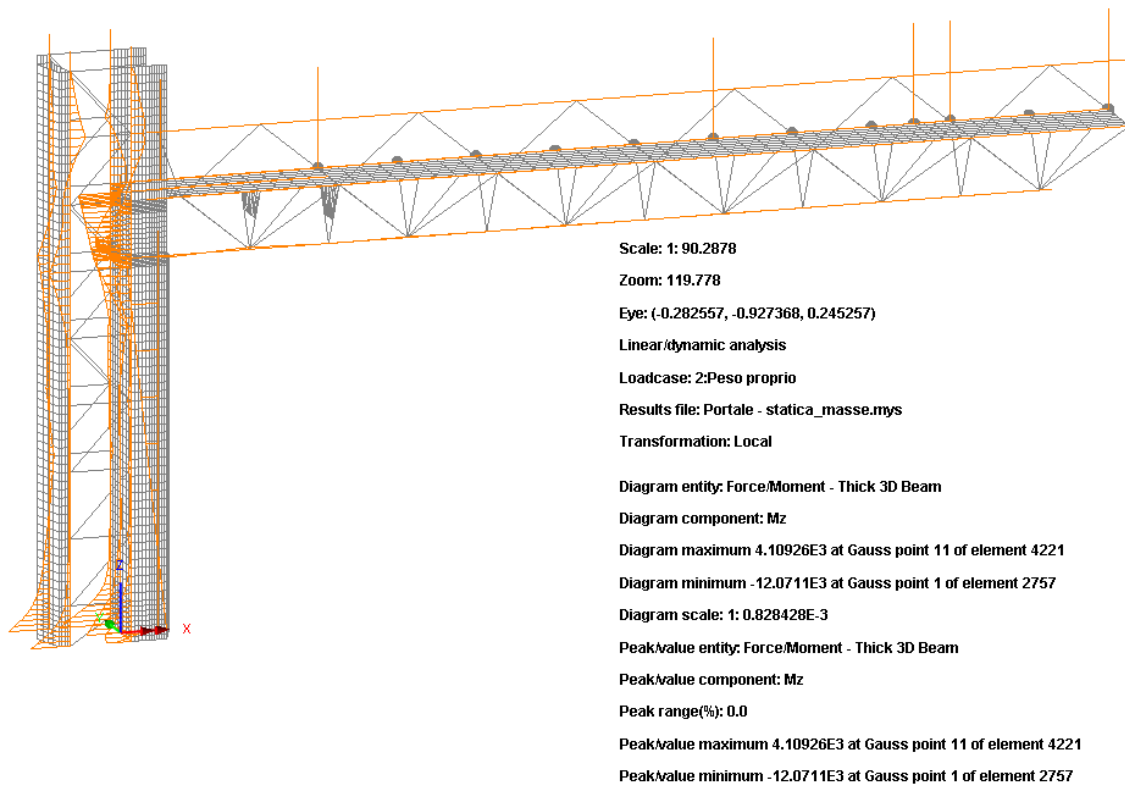 Scale: 1: 90.2878
Zoom: 119.778
Eye: (-0.282557, -0.927368, 0.245257)
Linear/dynamic analysis
Loadcase: 2:Peso proprio
Results file: Portale - statica_masse.mys
Transformation: Local
Diagram entity: Force/Moment - Thick 3D Beam
Diagram component: Mz
Diagram maximum 4.10926E3 at Gauss point 11 of element 4221
Diagram minimum -12.0711E3 at Gauss point 1 of element 2757
Diagram scale: 1: 0.828428E-3
Peak/value entity: Force/Moment - Thick 3D Beam
Peak/value component: Mz
Peak range(%): 0.0
Peak/value maximum 4.10926E3 at Gauss point 11 of element 4221
Peak/value minimum -12.0711E3 at Gauss point 1 of element 2757
Z
X